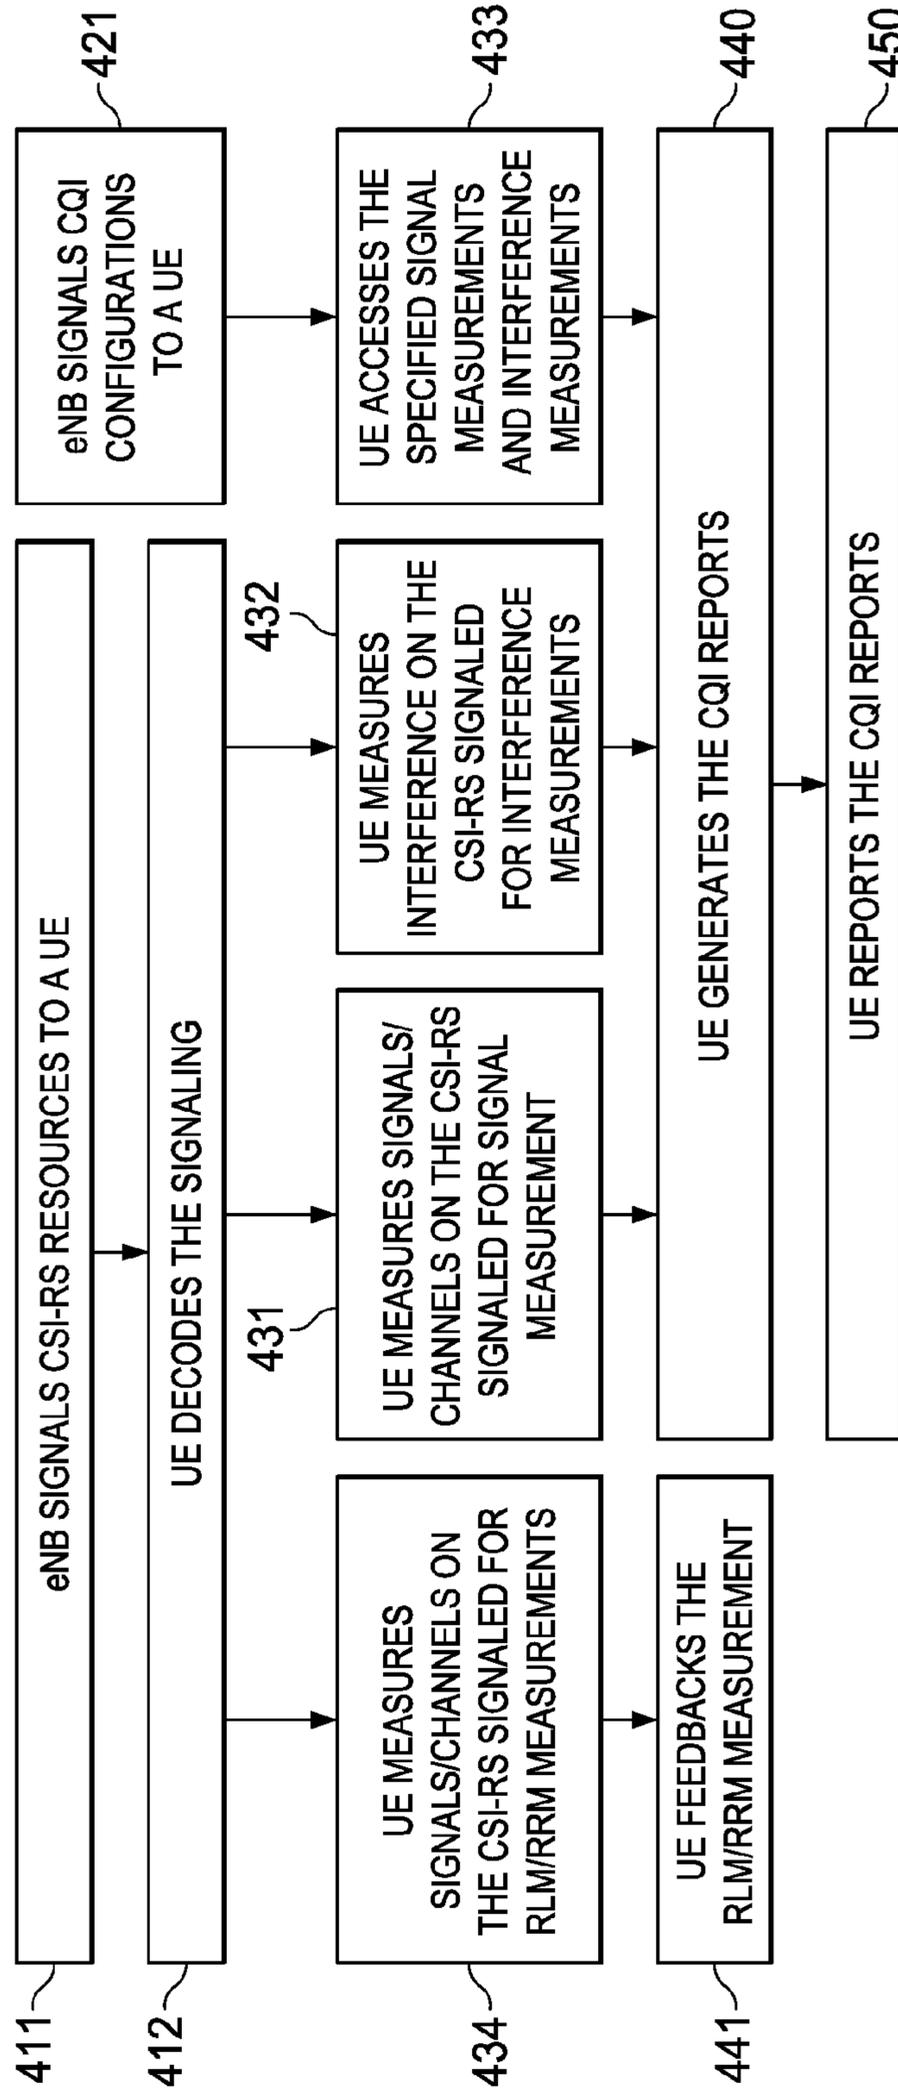 411
eNB SIGNALS CSI-RS RESOURCES TO A UE
eNB SIGNALS CQI
CONFIGURATIONS
TO A UE
421
412
UE DECODES THE SIGNALING
434
UE MEASURES
SIGNALS/CHANNELS ON
THE CSI-RS SIGNALED FOR
RLM/RRM MEASUREMENTS
431
UE MEASURES SIGNALS/
CHANNELS ON THE CSI-RS
SIGNALED FOR SIGNAL
MEASUREMENT
432
UE MEASURES
INTERFERENCE ON THE
CSI-RS SIGNALED
FOR INTERFERENCE
MEASUREMENTS
UE ACCESSES THE
SPECIFIED SIGNAL
MEASUREMENTS
AND INTERFERENCE
MEASUREMENTS
433
441
UE FEEDBACKS THE
RLM/RRM MEASUREMENT
UE GENERATES THE CQI REPORTS
440
UE REPORTS THE CQI REPORTS
450